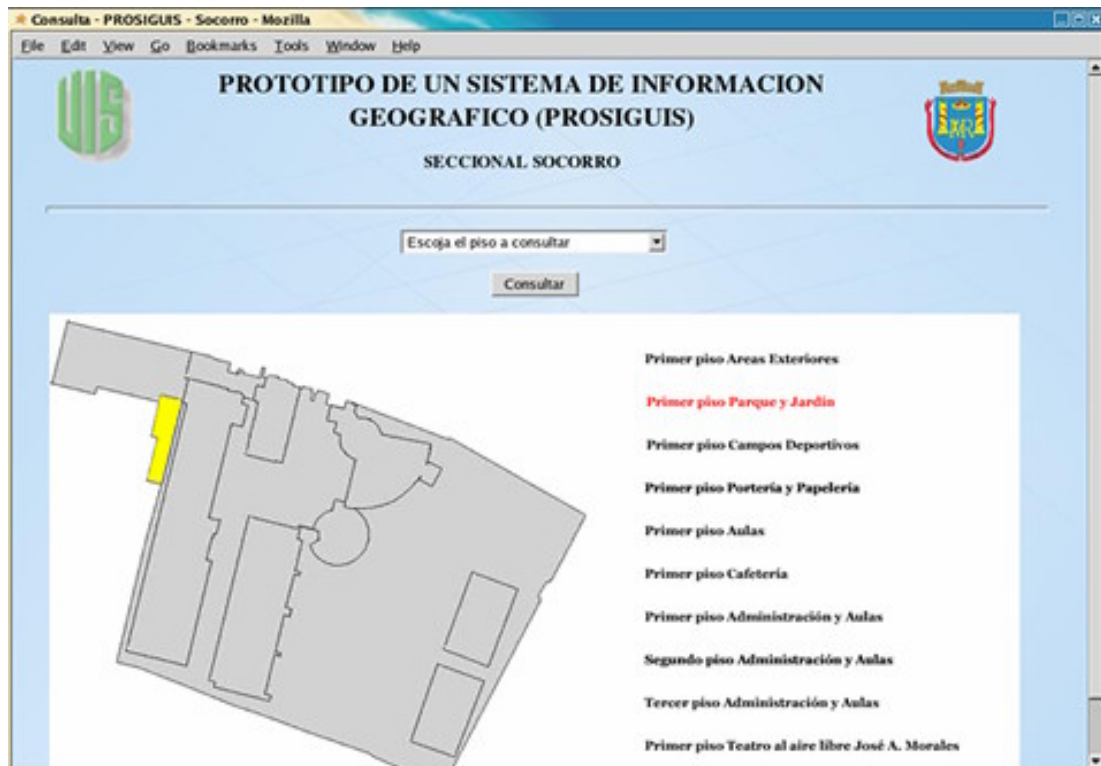 Consulta - PROSIGUIS - Socorro - Mozilla
File Edit View Go Bookmarks Tools Window Help
UIS
PROTOTIPO DE UN SISTEMA DE INFORMACION
GEOGRAFICO (PROSIGUIS)
SECCIONAL SOCORRO
Escoja el piso a consultar
Consultar
Primer piso Areas Exteriores
Primer piso Parque y Jardín
Primer piso Campos Deportivos
Primer piso Portería y Papelería
Primer piso Aulas
Primer piso Cafetería
Primer piso Administración y Aulas
Segundo piso Administración y Aulas
Tercer piso Administración y Aulas
Primer piso Teatro al aire libre José A. Morales